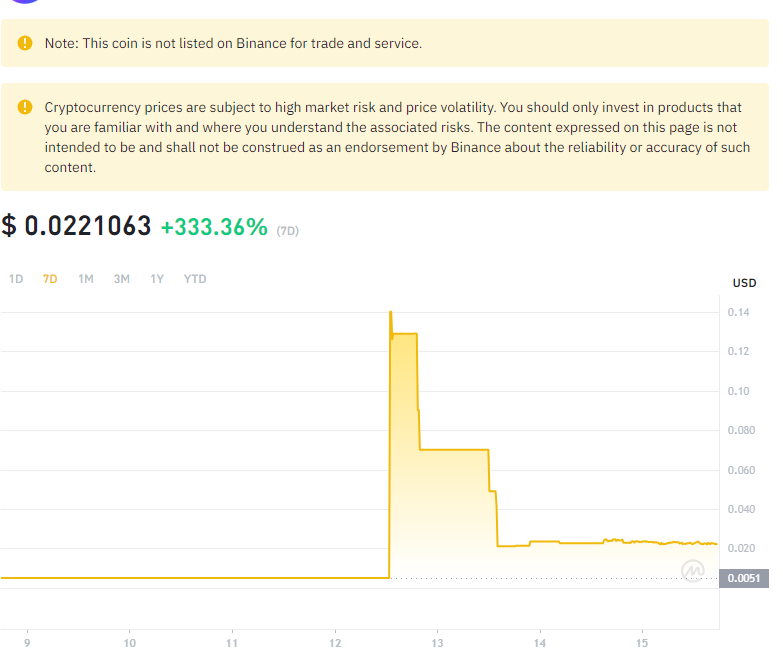 Note: This coin is not listed on Binance for trade and service.
Cryptocurrency prices are subject to high market risk and price volatility. You should only invest in products that
you are familiar with and where you understand the associated risks. The content expressed on this page is not
intended to be and shall not be construed as an endorsement by Binance about the reliability or accuracy of such
content.
$ 0.0221063 +333.36% (7D)
1D 7D 1M 3M 1Y YTD
USD
0.14
0.12
0.10
0.080
0.060
0.040
0.020
0.0051
9 10 11 12 13 14 15